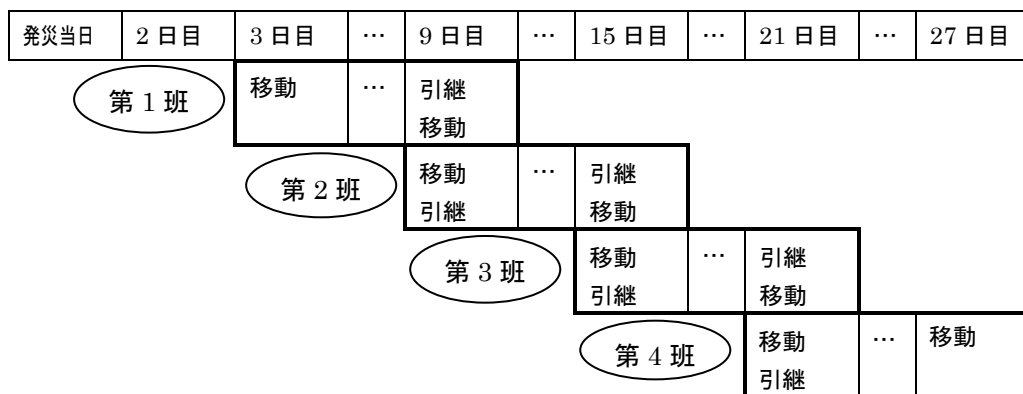 発災当日 2日目 3日目 … 9日目 … 15日目 … 21日目 … 27日目
第1班 移動 … 引継
移動
第2班 移動 … 引継
引継 移動
第3班 移動 … 引継
引継 移動
第4班 移動 … 移動
引継